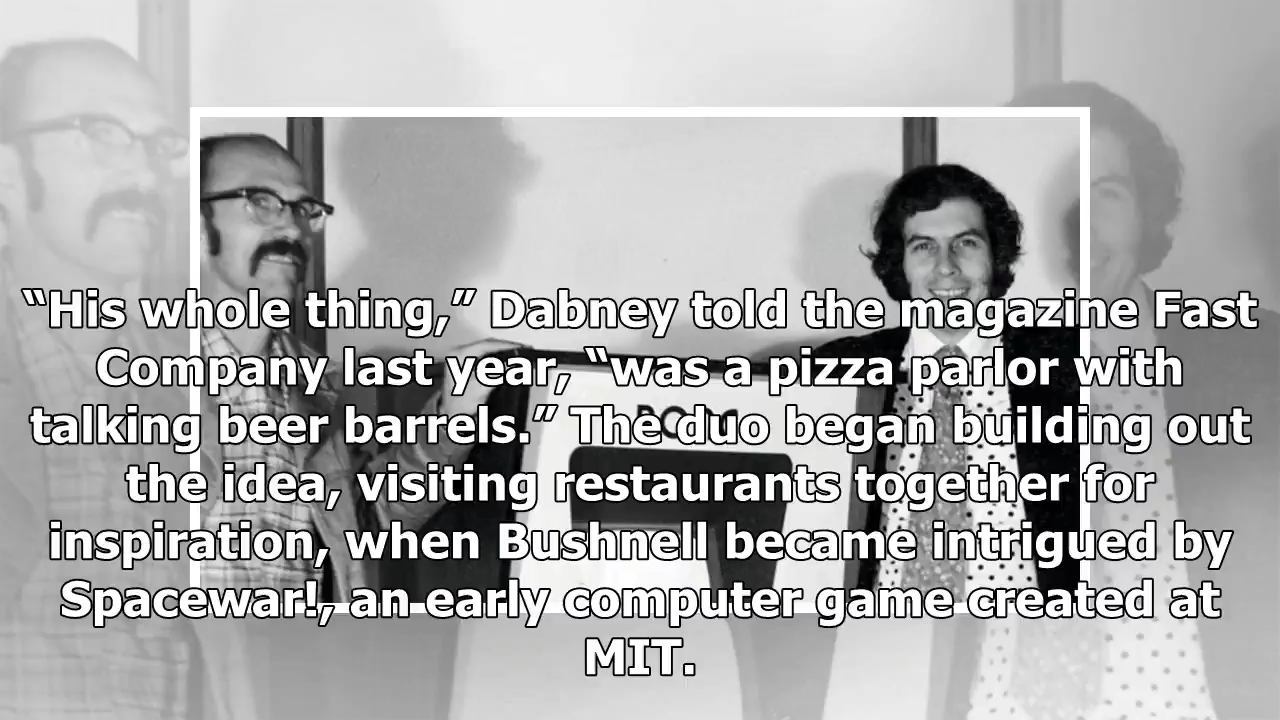 “His whole thing,” Dabney told the magazine Fast
Company last year, “was a pizza parlor with
talking beer barrels.” The duo began building out
the idea, visiting restaurants together for
inspiration, when Bushnell became intrigued by
Spacewar!, an early computer game created at
MIT.